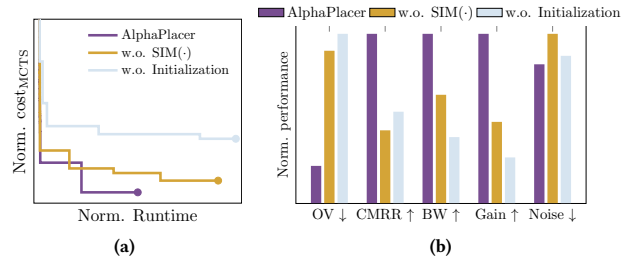 AlphaPlacer
w.o. SIM(·)
w.o. Initialization
Norm. cost_MCTS
Norm. Runtime
(a)
AlphaPlacer w.o. SIM(·) w.o. Initialization
Norm. performance
OV ↓ CMRR ↑ BW ↑ Gain ↑ Noise ↓
(b)